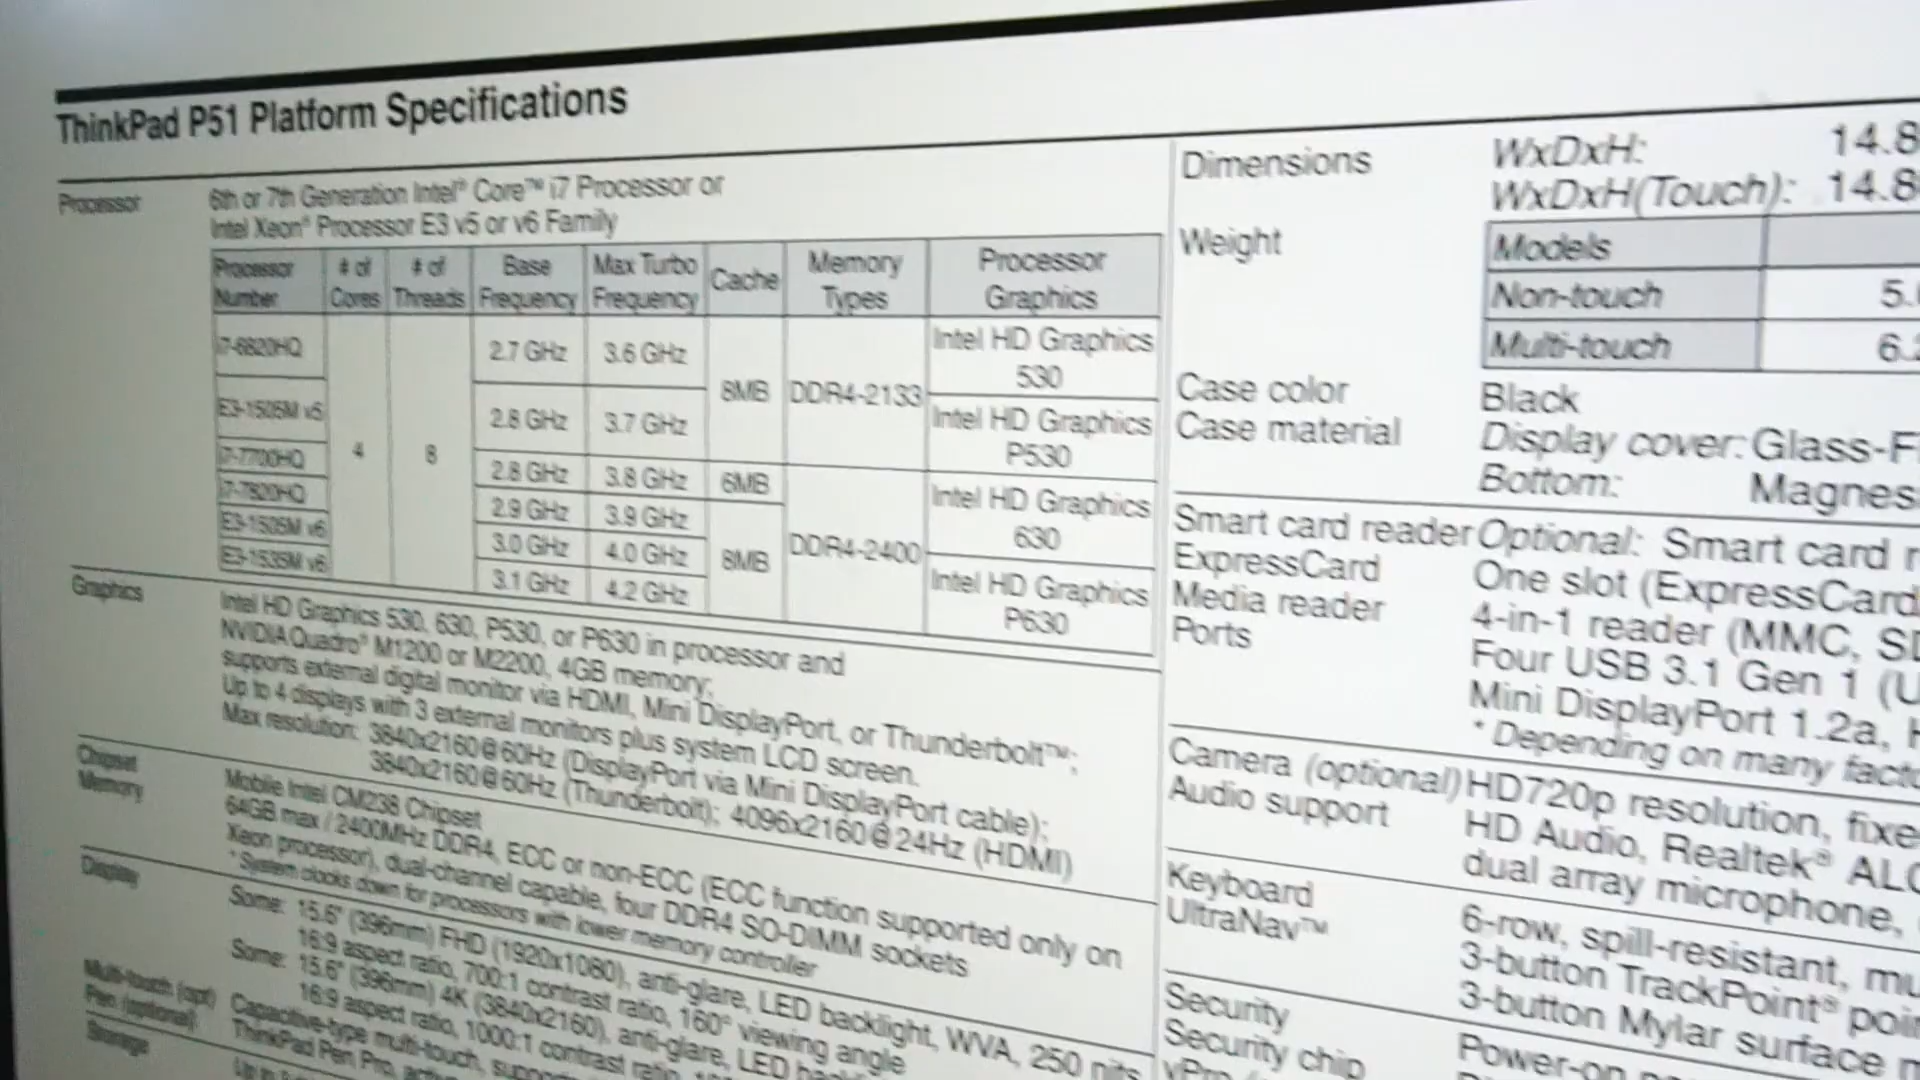 ThinkPad P51 Platform Specifications
Processor
6th or 7th Generation Intel® Core™ i7 Processor or
Intel Xeon® Processor E3 v5 or v6 Family
Processor Number # of Cores # of Threads Base Frequency Max Turbo Frequency Cache Memory Types Processor Graphics
i7-6820HQ 4 8 2.7 GHz 3.6 GHz 8MB DDR4-2133 Intel HD Graphics 530
E3-1505M v5 2.8 GHz 3.7 GHz Intel HD Graphics P530
i7-7700HQ 2.8 GHz 3.8 GHz 6MB DDR4-2400 Intel HD Graphics 630
i7-7820HQ 2.9 GHz 3.9 GHz 8MB
E3-1505M v6 3.0 GHz 4.0 GHz Intel HD Graphics P630
E3-1535M v6 3.1 GHz 4.2 GHz
Graphics
Intel HD Graphics 530, 630, P530, or P630 in processor and
NVIDIA Quadro® M1200 or M2200, 4GB memory;
supports external digital monitor via HDMI, Mini DisplayPort, or Thunderbolt™;
Up to 4 displays with 3 external monitors plus system LCD screen.
Max resolution: 3840x2160@60Hz (DisplayPort via Mini DisplayPort cable);
3840x2160@60Hz (Thunderbolt); 4096x2160@24Hz (HDMI)
Chipset
Mobile Intel CM238 Chipset
Memory
64GB max / 2400MHz DDR4, ECC or non-ECC (ECC function supported only on
Xeon processor), dual-channel capable, four DDR4 SO-DIMM sockets
* System clocks down for processors with lower memory controller
Display
Some: 15.6" (396mm) FHD (1920x1080), anti-glare, LED backlight, WVA, 250 nits
16:9 aspect ratio, 700:1 contrast ratio, 160° viewing angle
Some: 15.6" (396mm) 4K (3840x2160), anti-glare, LED
16:9 aspect ratio, 1000:1 contrast
Multi-touch (opt)
Capacitive-type multi-touch,
Pen (optional)
ThinkPad Pen Pro,
Storage
Up to
Dimensions
WxDxH: 14.8
WxDxH(Touch): 14.8
Weight
Models
Non-touch 5.
Multi-touch 6.
Case color Black
Case material Display cover: Glass-
Bottom:
Smart card reader Optional: Smart card
ExpressCard One slot (ExpressCard
Media reader 4-in-1 reader (MMC,
Ports Four USB 3.1 Gen 1
Mini DisplayPort 1.2a,
* Depending on many
Camera (optional) HD720p resolution,
Audio support HD Audio, Realtek®
dual array microphone,
Keyboard 6-row, spill-resistant,
UltraNav™ 3-button TrackPoint®
3-button Mylar surface
Security Power-on
Security chip
vPro